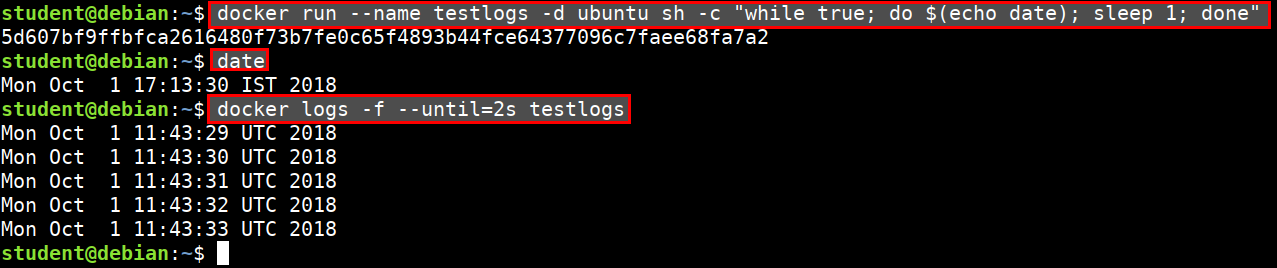 student@debian:~$ docker run --name testlogs -d ubuntu sh -c "while true; do $(echo date); sleep 1; done"
5d607bf9ffbfca2616480f73b7fe0c65f4893b44fce64377096c7faee68fa7a2
student@debian:~$ date
Mon Oct  1 17:13:30 IST 2018
student@debian:~$ docker logs -f --until=2s testlogs
Mon Oct  1 11:43:29 UTC 2018
Mon Oct  1 11:43:30 UTC 2018
Mon Oct  1 11:43:31 UTC 2018
Mon Oct  1 11:43:32 UTC 2018
Mon Oct  1 11:43:33 UTC 2018
student@debian:~$